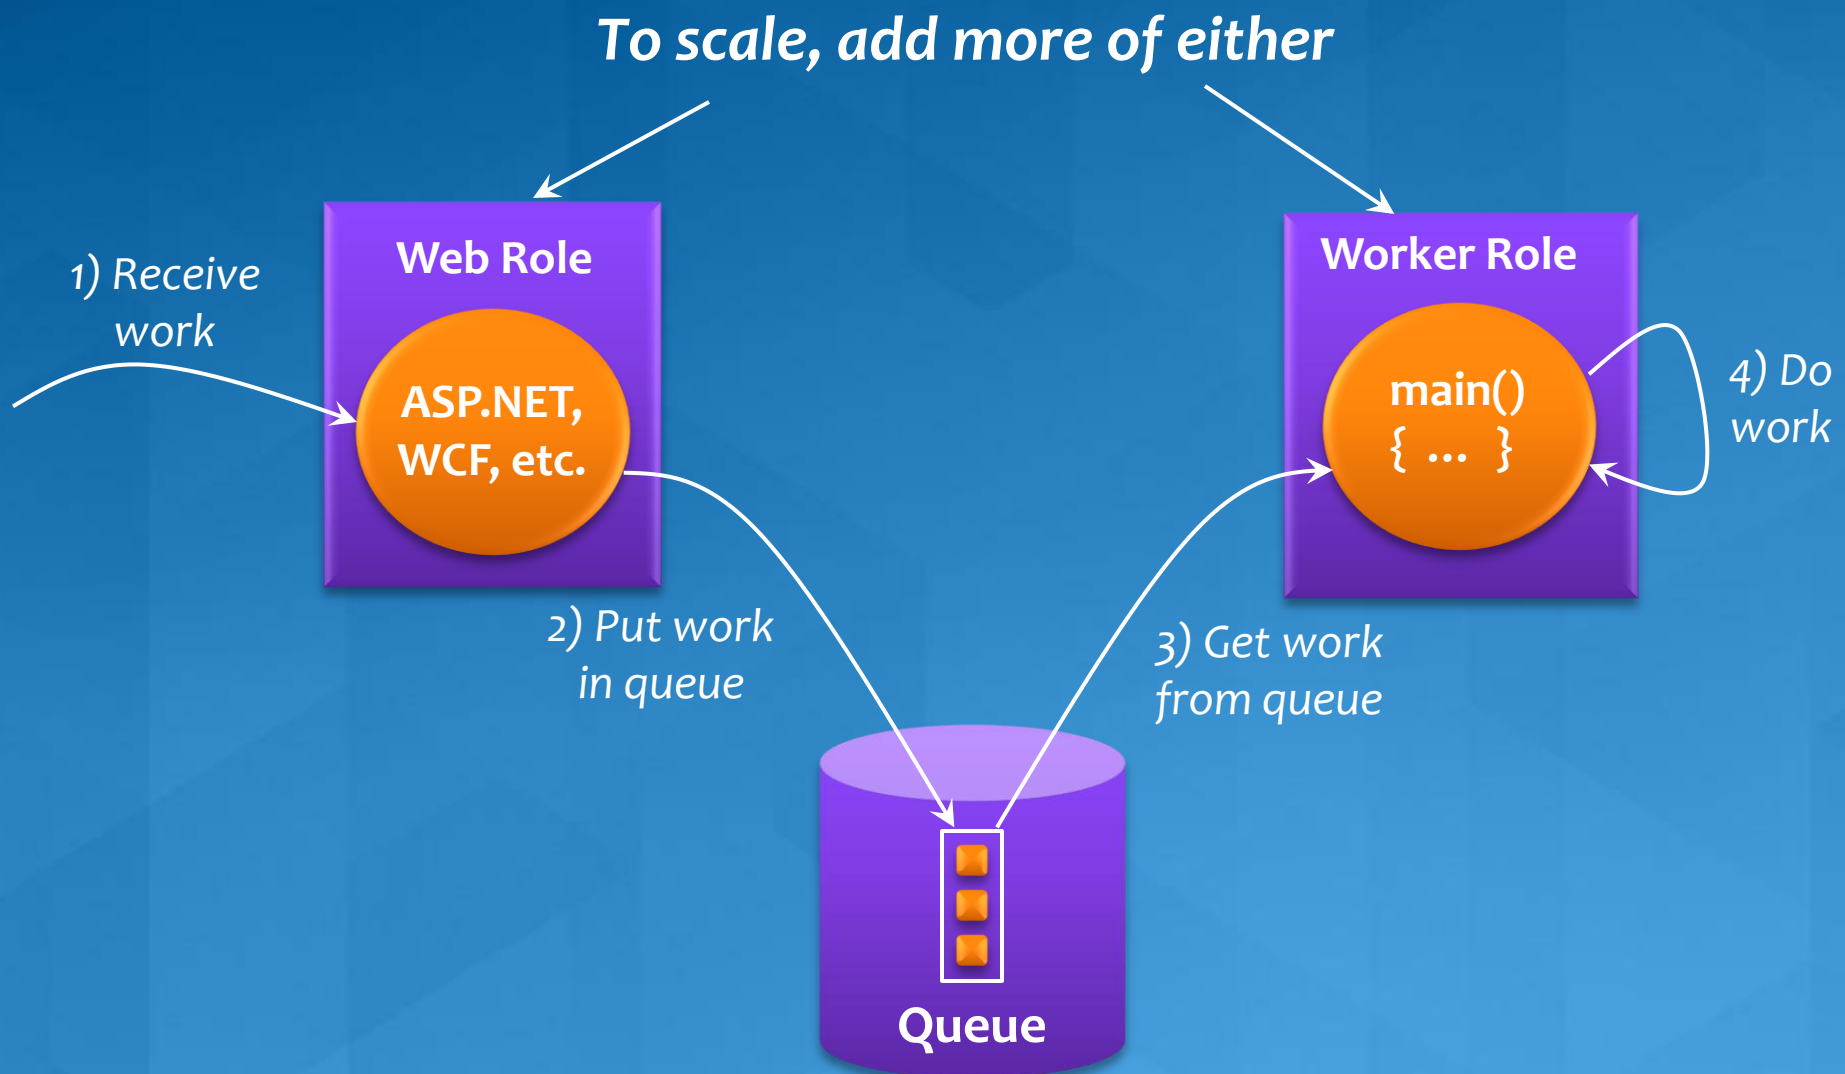 To scale, add more of either
1) Receive
work
Web Role
ASP.NET,
WCF, etc.
2) Put work
in queue
Queue
3) Get work
from queue
Worker Role
main()
{ ... }
4) Do
work